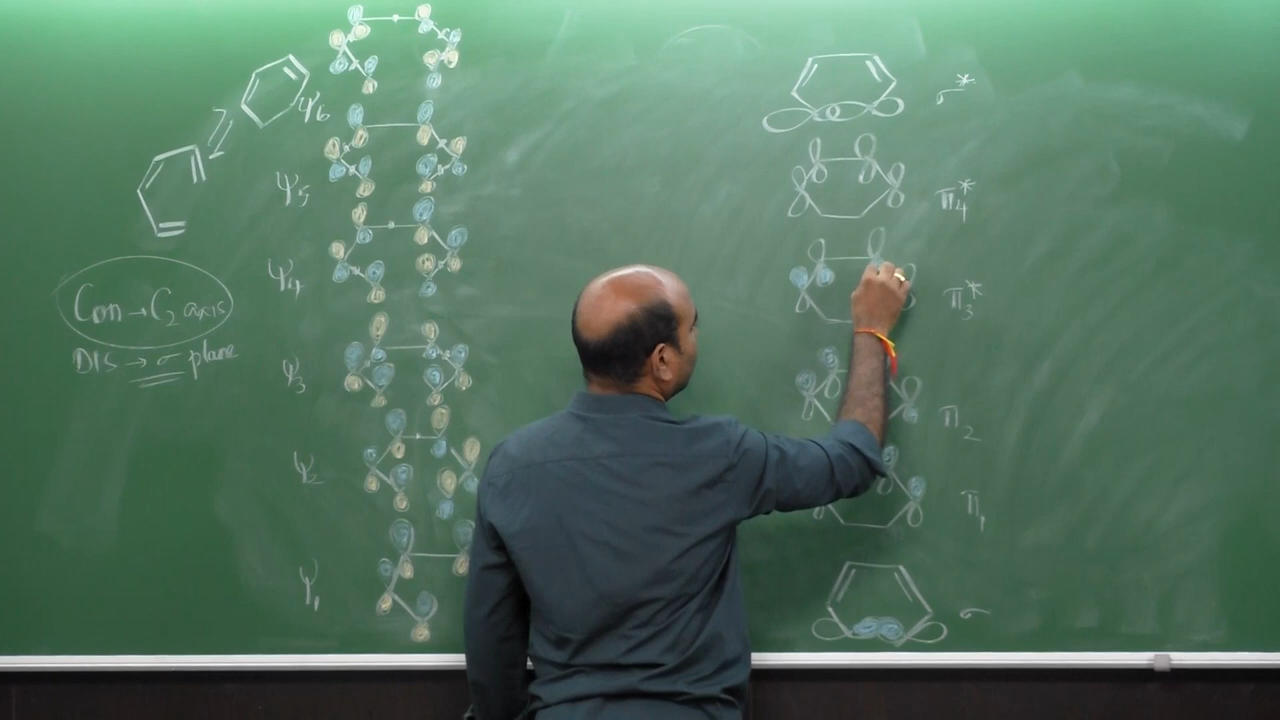 Ψ6
Ψ5
Ψ4
Con → C2 axis
DIS → σ plane
Ψ3
Ψ2
Ψ1
σ*
π4*
π3*
π2
π1
σ